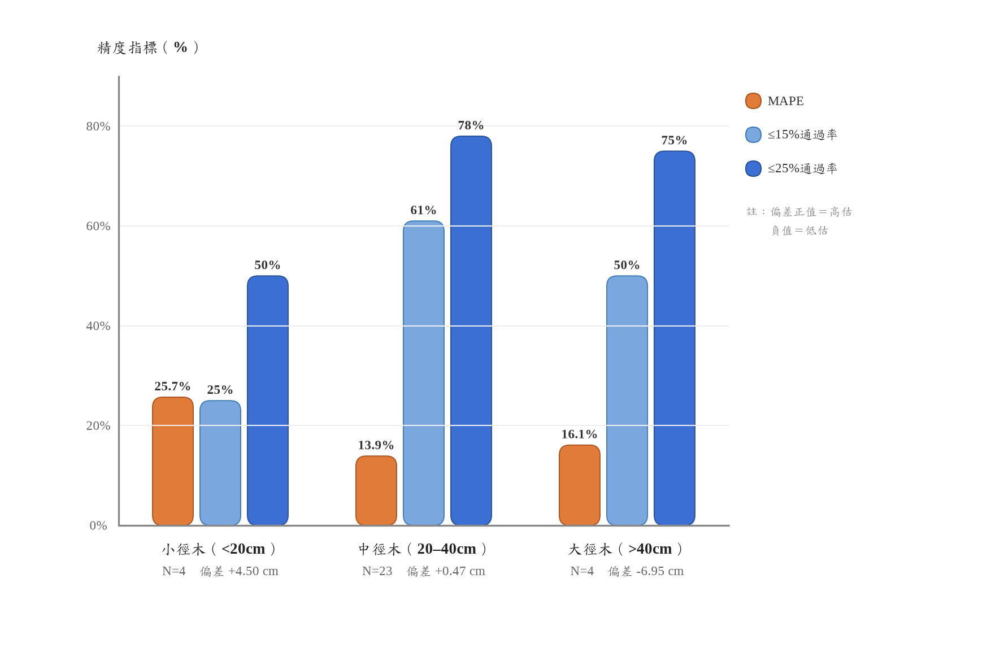 精度指標（%）
MAPE
≤15%通過率
≤25%通過率
註：偏差正值＝高估
負值＝低估
80%
60%
40%
20%
0%
25.7%
25%
50%
13.9%
61%
78%
16.1%
50%
75%
小徑木（<20cm）
N=4 偏差 +4.50 cm
中徑木（20–40cm）
N=23 偏差 +0.47 cm
大徑木（>40cm）
N=4 偏差 -6.95 cm